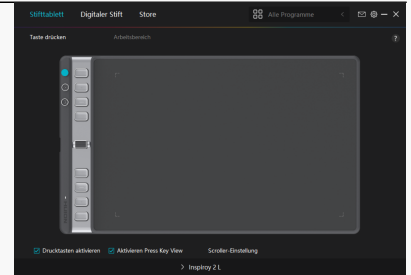 Stifttablett Digitaler Stift Store Alle Programme
Taste drücken Arbeitsbereich ?
Drucktasten aktivieren Aktivieren Press Key View Scroller-Einstellung
Inspiroy 2 L